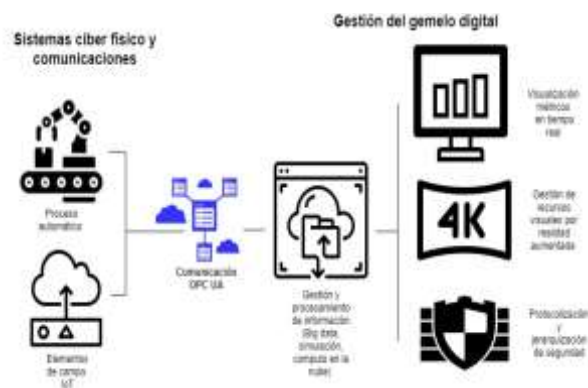 Gestión del gemelo digital
Sistemas ciber físico y
comunicaciones
Visualización
métricos
en tiempo
real
Proceso
automático
4K
Gestión de
recursos
visuales por
realidad
aumentada
Comunicación
OPC UA
Gestión y
procesamiento
de información
(Big data,
simulación,
computo en la
nube)
Elementos
de campo
IoT
Protocolización
y
jerarquización
de seguridad